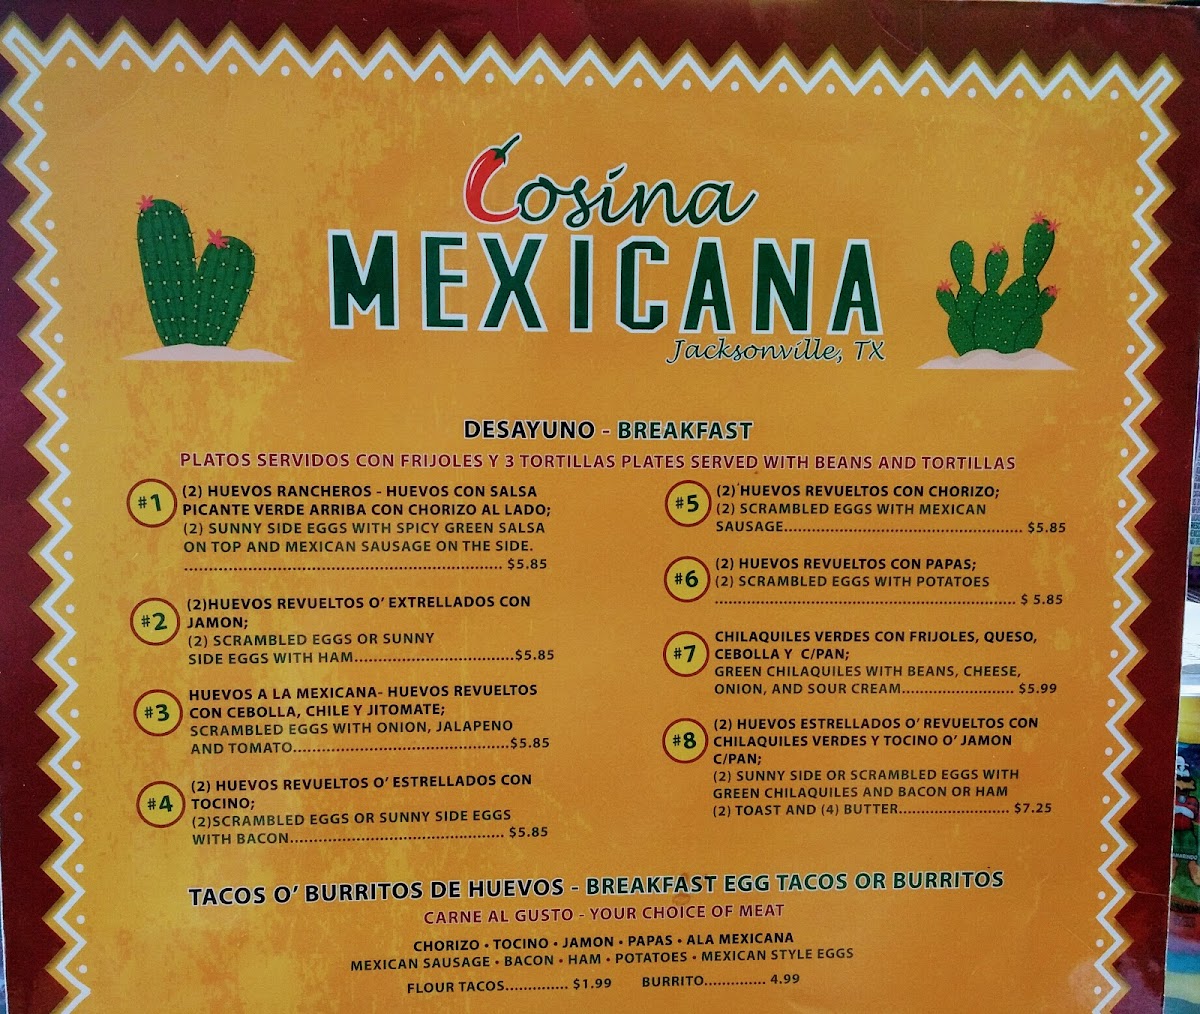 Cosina
MEXICANA
Jacksonville, TX
DESAYUNO - BREAKFAST
PLATOS SERVIDOS CON FRIJOLES Y 3 TORTILLAS PLATES SERVED WITH BEANS AND TORTILLAS
#1
(2) HUEVOS RANCHEROS - HUEVOS CON SALSA
PICANTE VERDE ARRIBA CON CHORIZO AL LADO;
(2) SUNNY SIDE EGGS WITH SPICY GREEN SALSA
ON TOP AND MEXICAN SAUSAGE ON THE SIDE.
................................................................... $5.85
#2
(2)HUEVOS REVUELTOS O' EXTRELLADOS CON
JAMON;
(2) SCRAMBLED EGGS OR SUNNY
SIDE EGGS WITH HAM..................................$5.85
#3
HUEVOS A LA MEXICANA- HUEVOS REVUELTOS
CON CEBOLLA, CHILE Y JITOMATE;
SCRAMBLED EGGS WITH ONION, JALAPENO
AND TOMATO..............................................$5.85
#4
(2) HUEVOS REVUELTOS O' ESTRELLADOS CON
TOCINO;
(2)SCRAMBLED EGGS OR SUNNY SIDE EGGS
WITH BACON............................................. $5.85
#5
(2) HUEVOS REVUELTOS CON CHORIZO;
(2) SCRAMBLED EGGS WITH MEXICAN
SAUSAGE.................................................. $5.85
#6
(2) HUEVOS REVUELTOS CON PAPAS;
(2) SCRAMBLED EGGS WITH POTATOES
............................................................... $ 5.85
#7
CHILAQUILES VERDES CON FRIJOLES, QUESO,
CEBOLLA Y C/PAN;
GREEN CHILAQUILES WITH BEANS, CHEESE,
ONION, AND SOUR CREAM........................ $5.99
#8
(2) HUEVOS ESTRELLADOS O' REVUELTOS CON
CHILAQUILES VERDES Y TOCINO O' JAMON
C/PAN;
(2) SUNNY SIDE OR SCRAMBLED EGGS WITH
GREEN CHILAQUILES AND BACON OR HAM
(2) TOAST AND (4) BUTTER....................... $7.25
TACOS O' BURRITOS DE HUEVOS - BREAKFAST EGG TACOS OR BURRITOS
CARNE AL GUSTO - YOUR CHOICE OF MEAT
CHORIZO • TOCINO • JAMON • PAPAS • ALA MEXICANA
MEXICAN SAUSAGE • BACON • HAM • POTATOES • MEXICAN STYLE EGGS
FLOUR TACOS............. $1.99 BURRITO............. 4.99